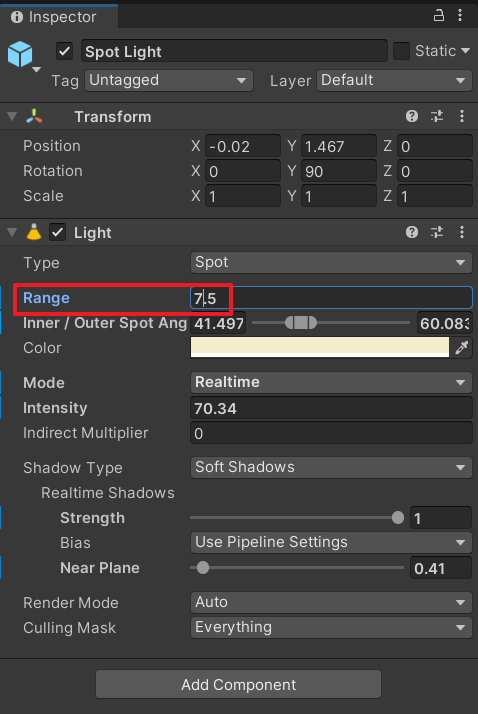 Inspector
Spot Light Static
Tag Untagged Layer Default
Transform
Position X -0.02 Y 1.467 Z 0
Rotation X 0 Y 90 Z 0
Scale X 1 Y 1 Z 1
Light
Type Spot
Range 7.5
Inner / Outer Spot Ang 41.497 60.083
Color
Mode Realtime
Intensity 70.34
Indirect Multiplier 0
Shadow Type Soft Shadows
Realtime Shadows
Strength 1
Bias Use Pipeline Settings
Near Plane 0.41
Render Mode Auto
Culling Mask Everything
Add Component